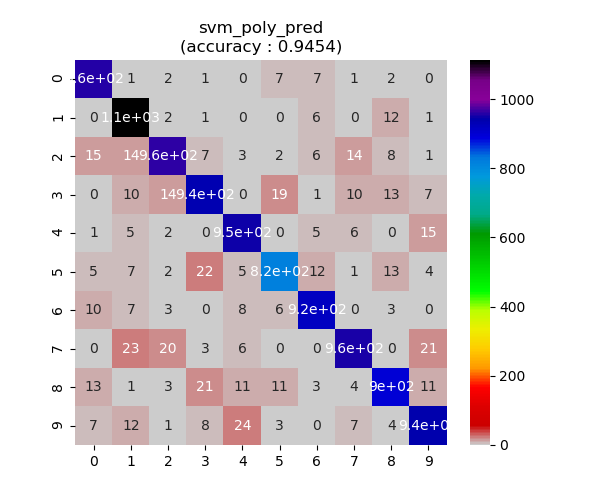 svm_poly_pred
(accuracy : 0.9454)
0 .6e+02 1 2 1 0 7 7 1 2 0
1 0 1.1e+03 2 1 0 0 6 0 12 1
2 15 14 9.6e+02 7 3 2 6 14 8 1
3 0 10 14 9.4e+02 0 19 1 10 13 7
4 1 5 2 0 9.5e+02 0 5 6 0 15
5 5 7 2 22 5 8.2e+02 12 1 13 4
6 10 7 3 0 8 6 9.2e+02 0 3 0
7 0 23 20 3 6 0 0 9.6e+02 0 21
8 13 1 3 21 11 11 3 4 9e+02 11
9 7 12 1 8 24 3 0 7 4 9.4e+02
0 1 2 3 4 5 6 7 8 9
1000
800
600
400
200
0